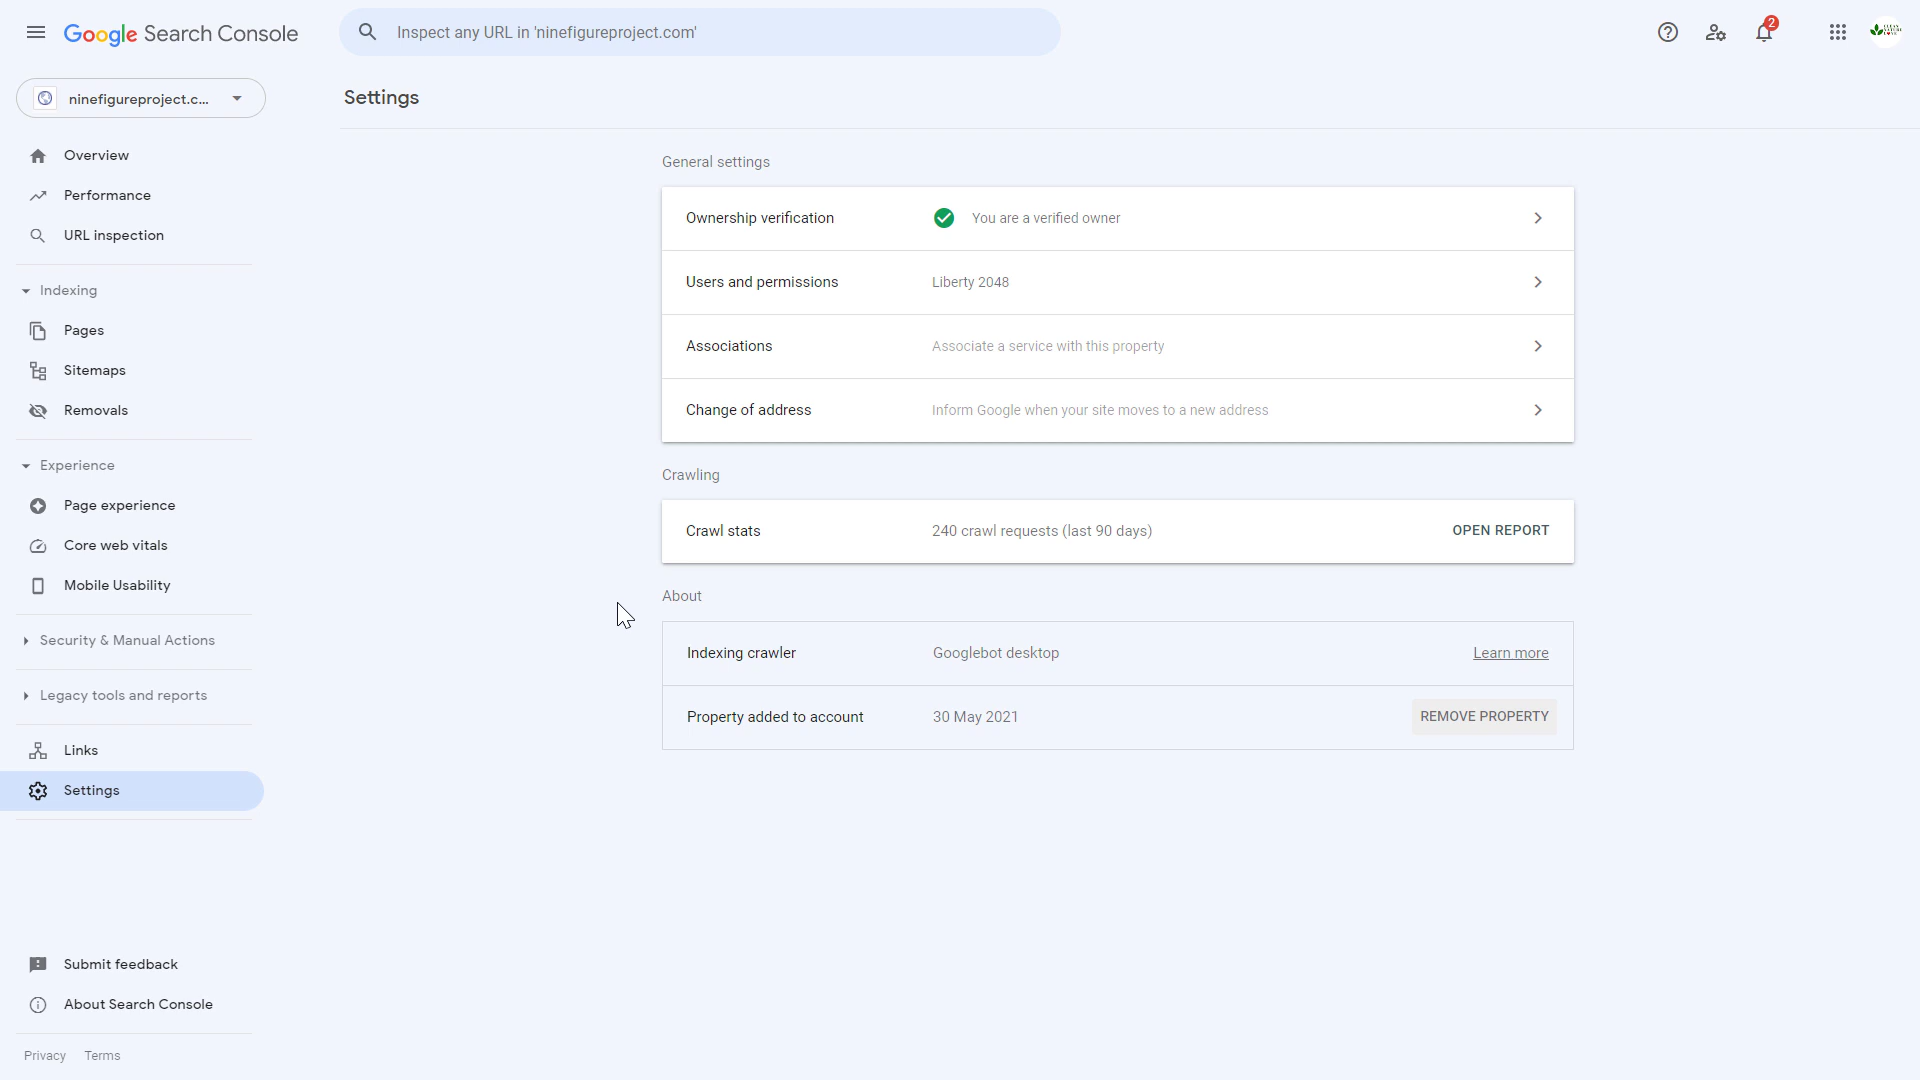 Google Search Console
Inspect any URL in 'ninefigureproject.com'
2
ninefigureproject.c...
Settings
Overview
Performance
URL inspection
Indexing
Pages
Sitemaps
Removals
Experience
Page experience
Core web vitals
Mobile Usability
Security & Manual Actions
Legacy tools and reports
Links
Settings
Submit feedback
About Search Console
Privacy Terms
General settings
Ownership verification You are a verified owner
Users and permissions Liberty 2048
Associations Associate a service with this property
Change of address Inform Google when your site moves to a new address
Crawling
Crawl stats 240 crawl requests (last 90 days) OPEN REPORT
About
Indexing crawler Googlebot desktop Learn more
Property added to account 30 May 2021 REMOVE PROPERTY